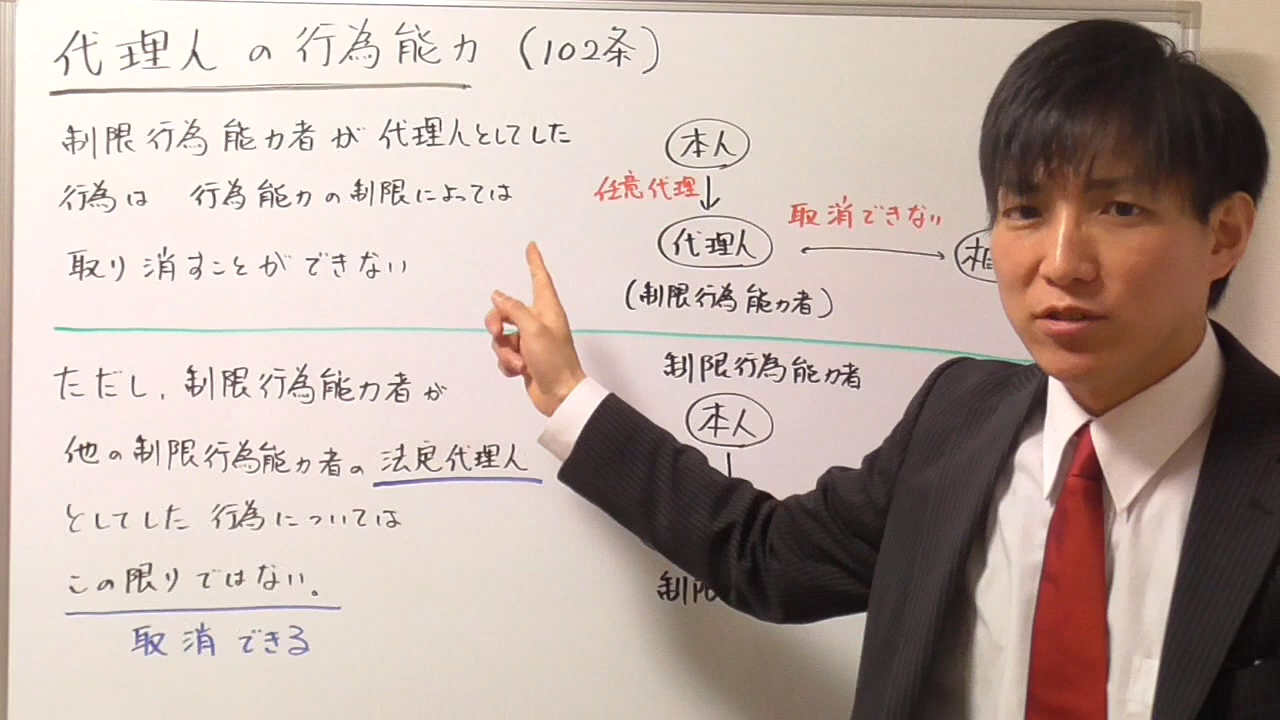 代理人の行為能力（102条）
制限行為能力者が代理人としてした
行為は 行為能力の制限によっては
取り消すことができない
ただし、制限行為能力者が
他の制限行為能力者の法定代理人
としてした行為については
この限りではない。
取消できる
本人
任意代理
代理人
取消できない
（制限行為能力者）
制限行為能力者
本人
制限